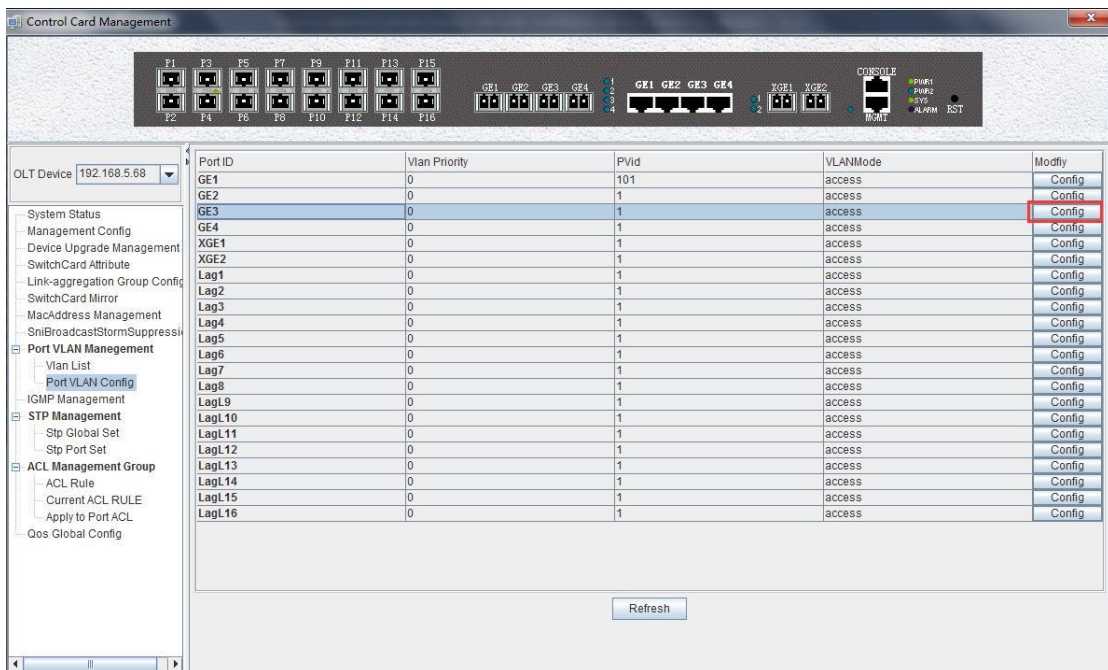 Control Card Management
P1 P3 P5 P7 P9 P11 P13 P15
P2 P4 P6 P8 P10 P12 P14 P16
GE1 GE2 GE3 GE4
1
2
3
4
GE1 GE2 GE3 GE4
1
2
XGE1 XGE2
CONSOLE
MGMT
PWR1
PWR2
SYS
ALARM
RST
OLT Device 192.168.5.68
System Status
Management Config
Device Upgrade Management
SwitchCard Attribute
Link-aggregation Group Config
SwitchCard Mirror
MacAddress Management
SniBroadcastStormSuppressi
Port VLAN Manegement
Vlan List
Port VLAN Config
IGMP Management
STP Management
Stp Global Set
Stp Port Set
ACL Management Group
ACL Rule
Current ACL RULE
Apply to Port ACL
Qos Global Config
Port ID Vlan Priority PVid VLANMode Modfiy
GE1 0 101 access Config
GE2 0 1 access Config
GE3 0 1 access Config
GE4 0 1 access Config
XGE1 0 1 access Config
XGE2 0 1 access Config
Lag1 0 1 access Config
Lag2 0 1 access Config
Lag3 0 1 access Config
Lag4 0 1 access Config
Lag5 0 1 access Config
Lag6 0 1 access Config
Lag7 0 1 access Config
Lag8 0 1 access Config
LagL9 0 1 access Config
LagL10 0 1 access Config
LagL11 0 1 access Config
LagL12 0 1 access Config
LagL13 0 1 access Config
LagL14 0 1 access Config
LagL15 0 1 access Config
LagL16 0 1 access Config
Refresh